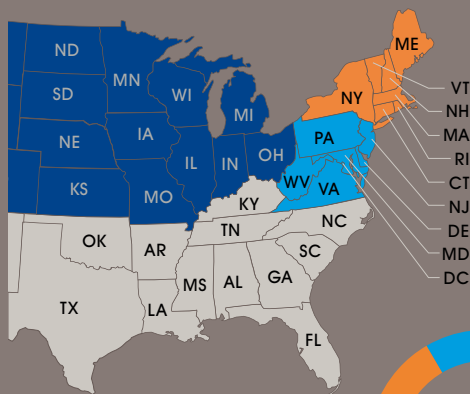 ND
MN
ME
SD
WI
MI
NY
VT
NH
MA
RI
CT
NJ
DE
MD
DC
NE
IA
PA
KS
IL
IN
OH
MO
WV
VA
KY
NC
TN
OK
AR
SC
MS
AL
GA
TX
LA
FL